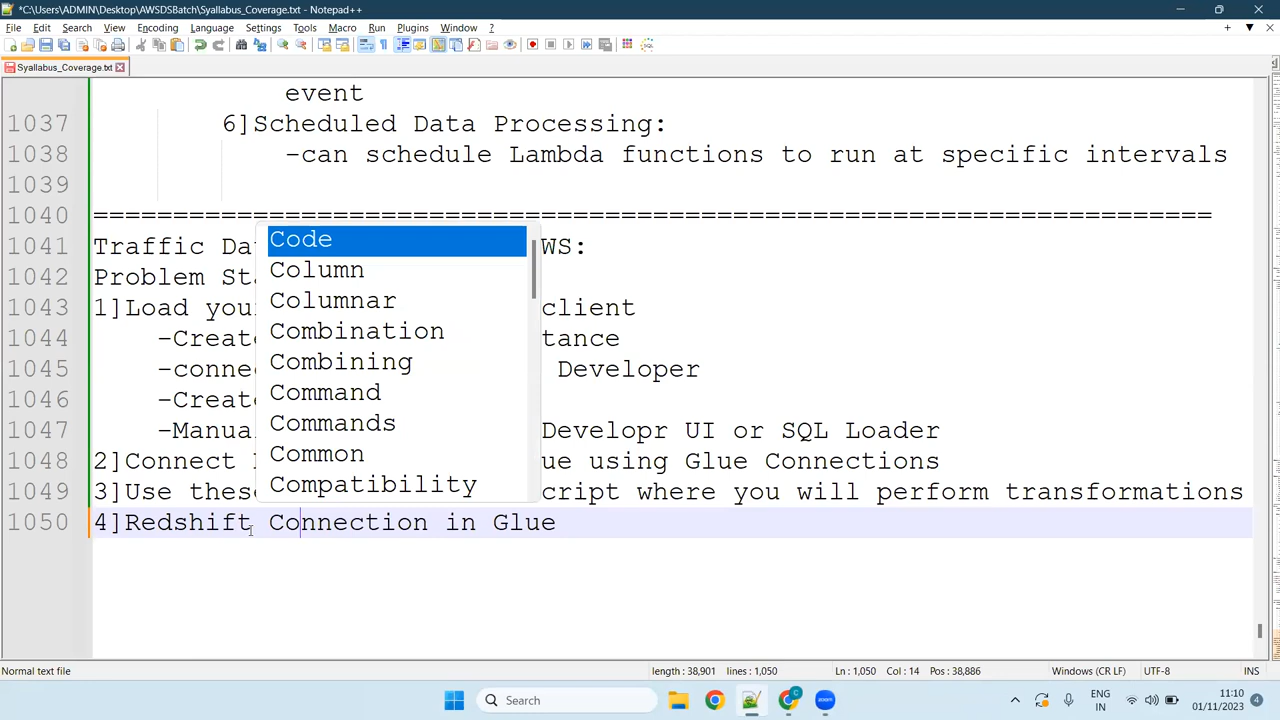 *C:\Users\ADMIN\Desktop\AWSDSBatch\Syallabus_Coverage.txt - Notepad++
File Edit Search View Encoding Language Settings Tools Macro Run Plugins Window ?
Syallabus_Coverage.txt
event
1037 6]Scheduled Data Processing:
1038 -can schedule Lambda functions to run at specific intervals
1039
1040 ======================================================================
1041 Traffic Da WS:
1042 Problem Sta
1043 1]Load you client
1044 -Create tance
1045 -conne Developer
1046 -Create
1047 -Manua Developr UI or SQL Loader
1048 2]Connect ue using Glue Connections
1049 3]Use these cript where you will perform transformations
1050 4]Redshift Connection in Glue
Code
Column
Columnar
Combination
Combining
Command
Commands
Common
Compatibility
Normal text file length : 38,901 lines : 1,050 Ln : 1,050 Col : 14 Pos : 38,886 Windows (CR LF) UTF-8 INS
Search
ENG
IN
11:10
01/11/2023